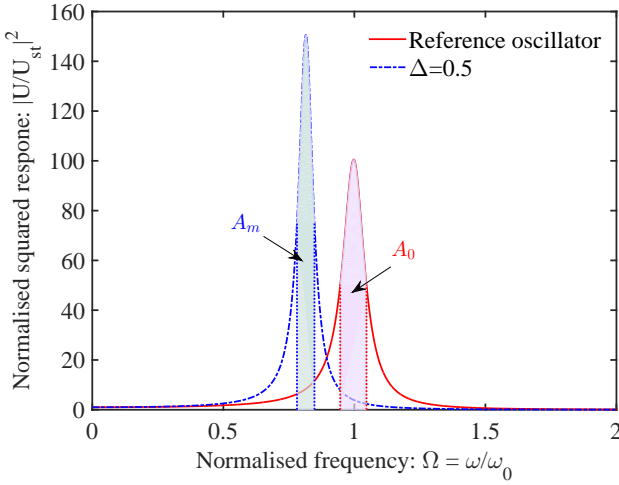 160
140
120
100
80
60
40
20
0
Normalised squared respone: |U/U_st|^2
Reference oscillator
Δ=0.5
A_m
A_0
0
0.5
1
1.5
2
Normalised frequency: Ω = ω/ω_0